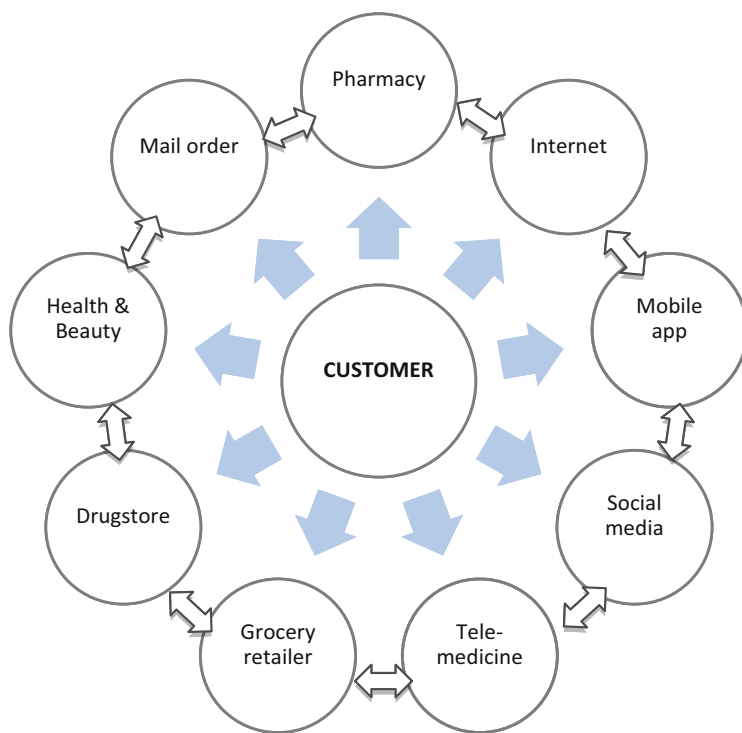 Pharmacy
Internet
Mobile
app
Social
media
Tele-
medicine
Grocery
retailer
Drugstore
Health &
Beauty
Mail order
CUSTOMER